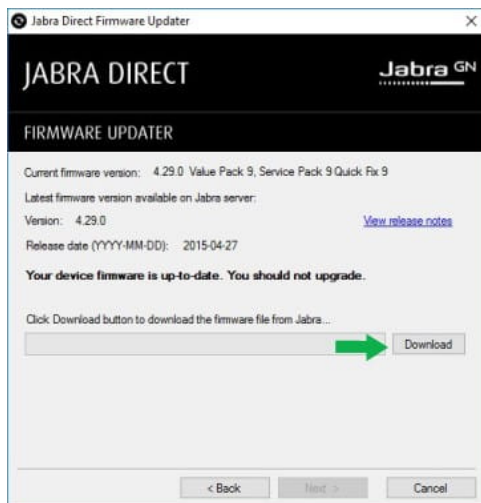 Jabra Direct Firmware Updater
JABRA DIRECT
Jabra GN
FIRMWARE UPDATER
Current firmware version: 4.29.0 Value Pack 9, Service Pack 9 Quick Fix 9
Latest firmware version available on Jabra server:
Version: 4.29.0 View release notes
Release date (YYYY-MM-DD): 2015-04-27
Your device firmware is up-to-date. You should not upgrade.
Click Download button to download the firmware file from Jabra...
Download
< Back Next > Cancel